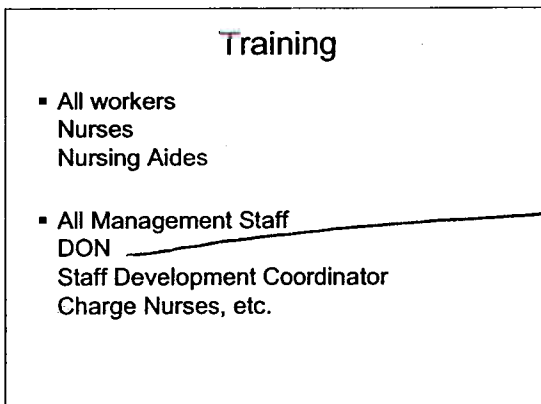 Training
▪ All workers
Nurses
Nursing Aides
▪ All Management Staff
DON
Staff Development Coordinator
Charge Nurses, etc.